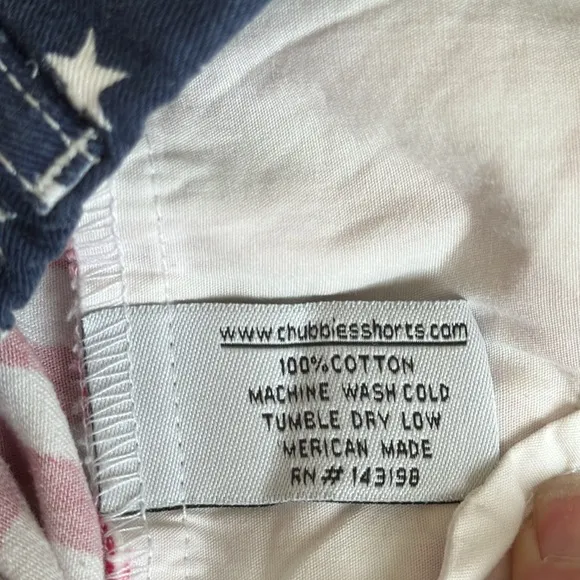 www.chubbiesshorts.com
100% COTTON
MACHINE WASH COLD
TUMBLE DRY LOW
'MERICAN MADE
RN# 143198